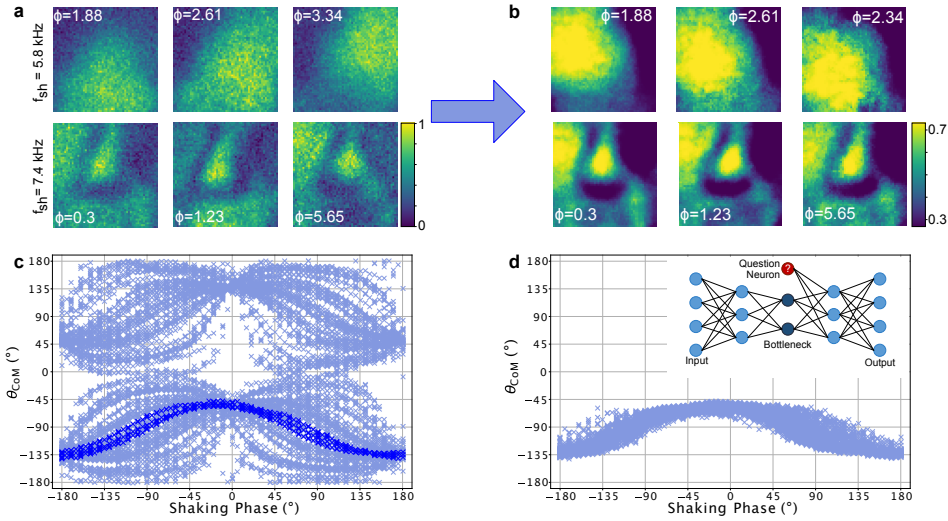 a
ϕ=1.88
ϕ=2.61
ϕ=3.34
f_sh = 5.8 kHz
f_sh= 7.4 kHz
ϕ=0.3
ϕ=1.23
ϕ=5.65
1
0
b
ϕ=1.88
ϕ=2.61
ϕ=2.34
ϕ=0.3
ϕ=1.23
ϕ=5.65
0.7
0.3
c
180
135
90
45
0
−45
−90
−135
−180
θ_CoM (°)
−180 −135 −90 −45 0 45 90 135 180
Shaking Phase (°)
d
180
135
90
45
0
−45
−90
−135
−180
θ_CoM (°)
Question
Neuron
?
Bottleneck
Input
Output
−180 −135 −90 −45 0 45 90 135 180
Shaking Phase (°)